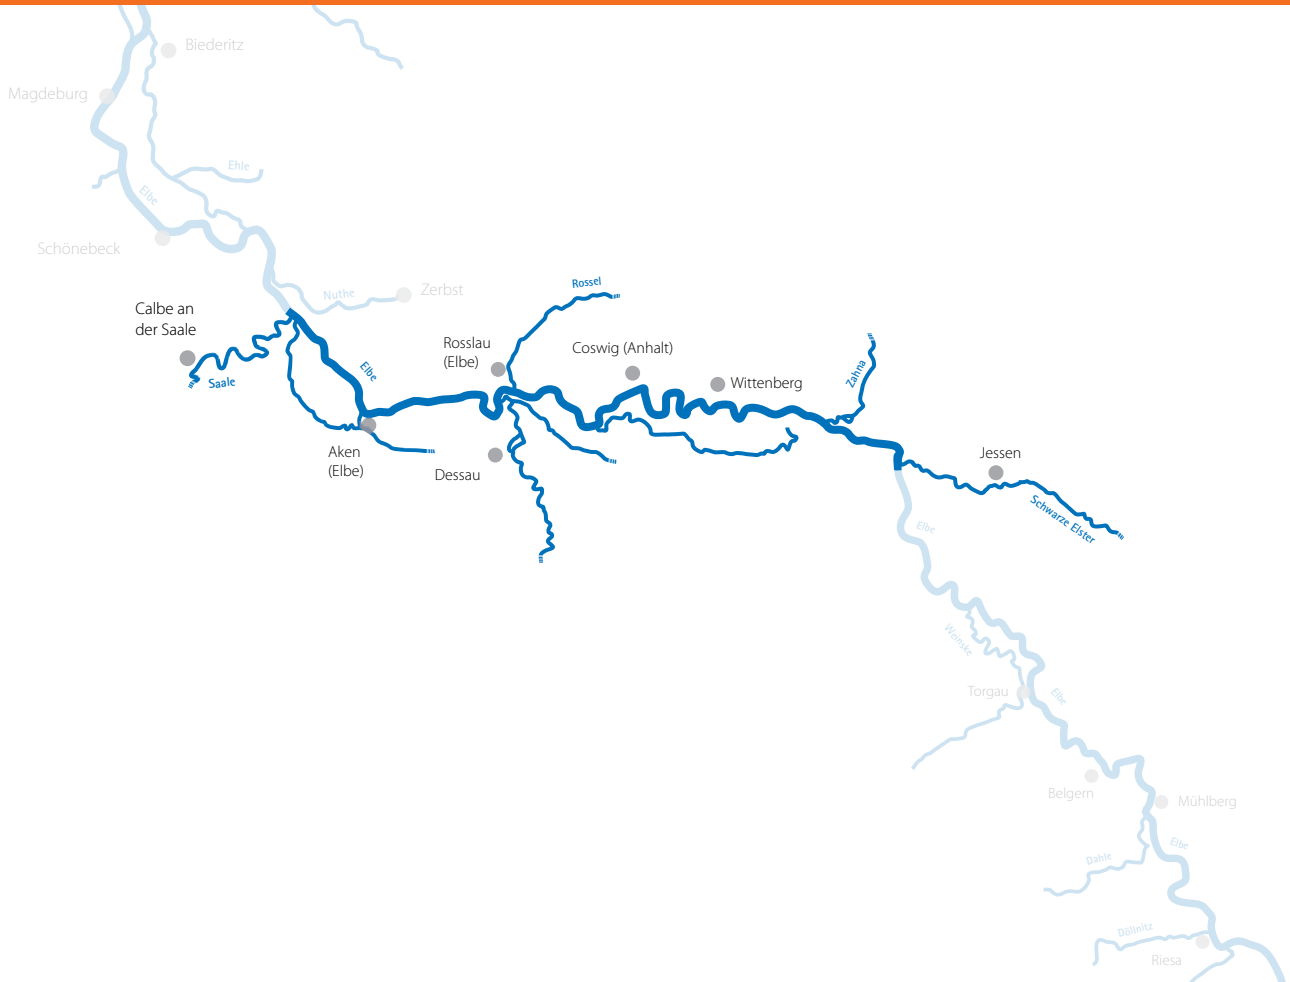 Biederitz
Magdeburg
Ehle
Elbe
Schönebeck
Nuthe
Zerbst
Rossel
Calbe an
der Saale
Saale
Elbe
Rosslau
(Elbe)
Coswig (Anhalt)
Wittenberg
Zahna
Aken
(Elbe)
Dessau
Jessen
Schwarze Elster
Elbe
Weinske
Torgau
Elbe
Belgern
Mühlberg
Elbe
Dahle
Döllnitz
Riesa